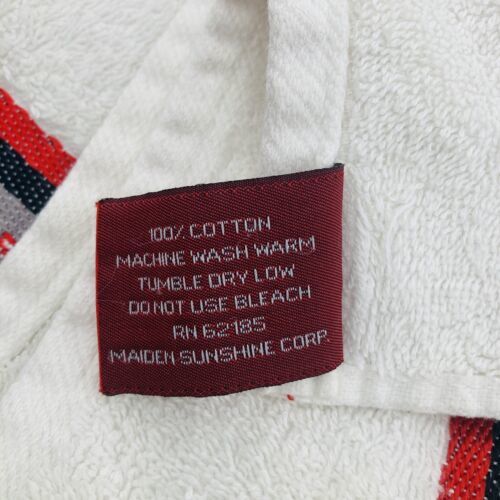 100% COTTON
MACHINE WASH WARM
TUMBLE DRY LOW
DO NOT USE BLEACH
RN 62185
MAIDEN SUNSHINE CORP.